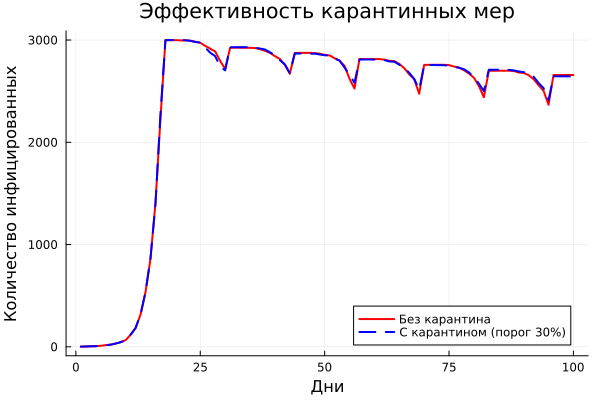 Эффективность карантинных мер
Количество инфицированных
3000
2000
1000
0
0 25 50 75 100
Дни
Без карантина
С карантином (порог 30%)